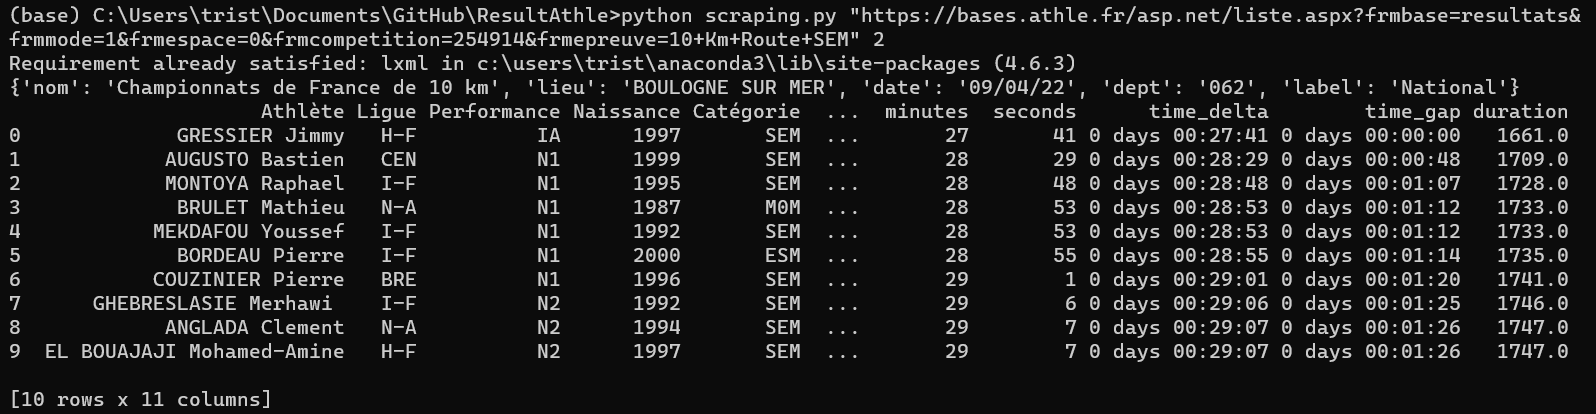 (base) C:\Users\trist\Documents\GitHub\ResultAthle>python scraping.py "https://bases.athle.fr/asp.net/liste.aspx?frmbase=resultats&
frmmode=1&frmespace=0&frmcompetition=254914&frmepreuve=10+Km+Route+SEM" 2
Requirement already satisfied: lxml in c:\users\trist\anaconda3\lib\site-packages (4.6.3)
{'nom': 'Championnats de France de 10 km', 'lieu': 'BOULOGNE SUR MER', 'date': '09/04/22', 'dept': '062', 'label': 'National'}
Athlète Ligue Performance Naissance Catégorie ... minutes seconds time_delta time_gap duration
0 GRESSIER Jimmy H-F IA 1997 SEM ... 27 41 0 days 00:27:41 0 days 00:00:00 1661.0
1 AUGUSTO Bastien CEN N1 1999 SEM ... 28 29 0 days 00:28:29 0 days 00:00:48 1709.0
2 MONTOYA Raphael I-F N1 1995 SEM ... 28 48 0 days 00:28:48 0 days 00:01:07 1728.0
3 BRULET Mathieu N-A N1 1987 M0M ... 28 53 0 days 00:28:53 0 days 00:01:12 1733.0
4 MEKDAFOU Youssef I-F N1 1992 SEM ... 28 53 0 days 00:28:53 0 days 00:01:12 1733.0
5 BORDEAU Pierre I-F N1 2000 ESM ... 28 55 0 days 00:28:55 0 days 00:01:14 1735.0
6 COUZINIER Pierre BRE N1 1996 SEM ... 29 1 0 days 00:29:01 0 days 00:01:20 1741.0
7 GHEBRESLASIE Merhawi I-F N2 1992 SEM ... 29 6 0 days 00:29:06 0 days 00:01:25 1746.0
8 ANGLADA Clement N-A N2 1994 SEM ... 29 7 0 days 00:29:07 0 days 00:01:26 1747.0
9 EL BOUAJAJI Mohamed-Amine H-F N2 1997 SEM ... 29 7 0 days 00:29:07 0 days 00:01:26 1747.0
[10 rows x 11 columns]